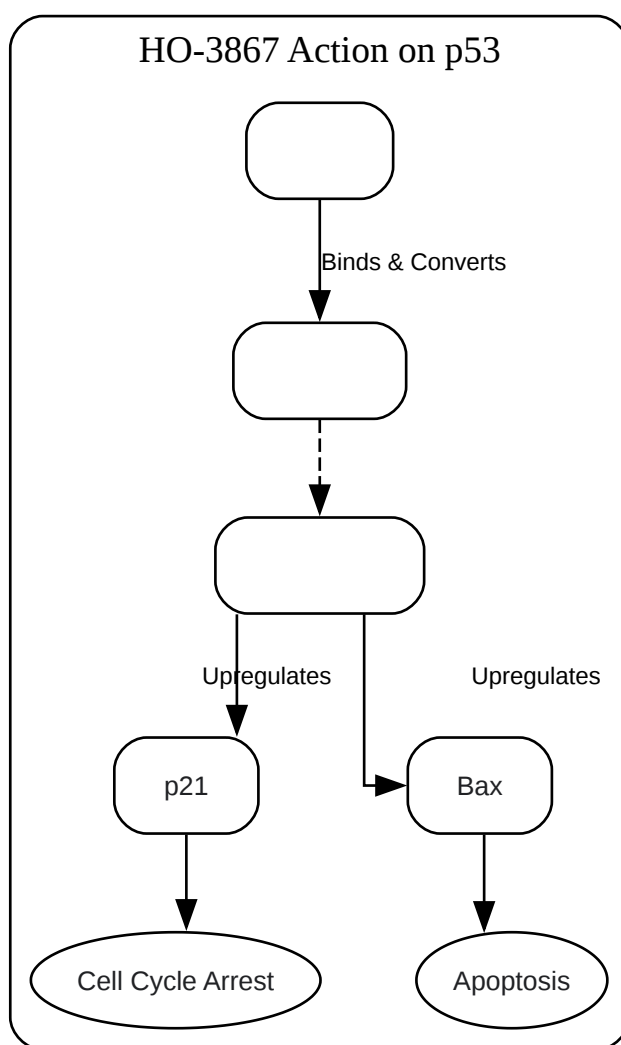 HO-3867 Action on p53
Binds & Converts
Upregulates
Upregulates
p21
Bax
Cell Cycle Arrest
Apoptosis